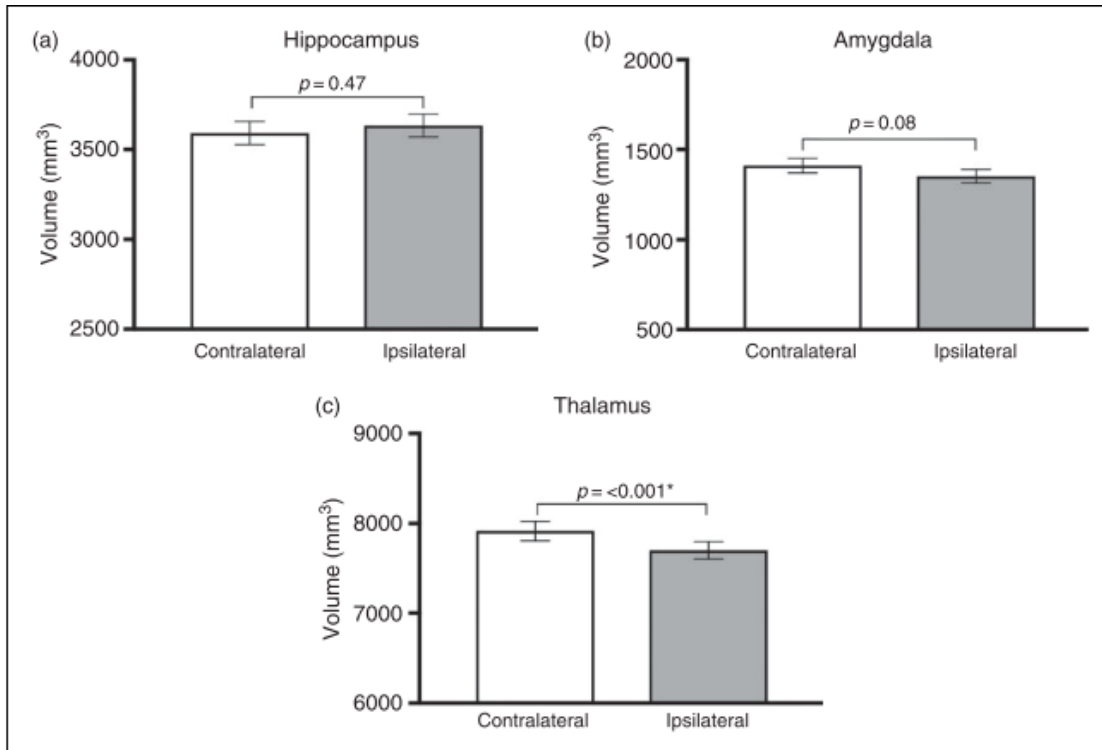 (a) Hippocampus
4000
3500
3000
2500
Volume (mm³)
p = 0.47
Contralateral Ipsilateral
(b) Amygdala
2000
1500
1000
500
Volume (mm³)
p = 0.08
Contralateral Ipsilateral
(c) Thalamus
9000
8000
7000
6000
Volume (mm³)
p = <0.001*
Contralateral Ipsilateral